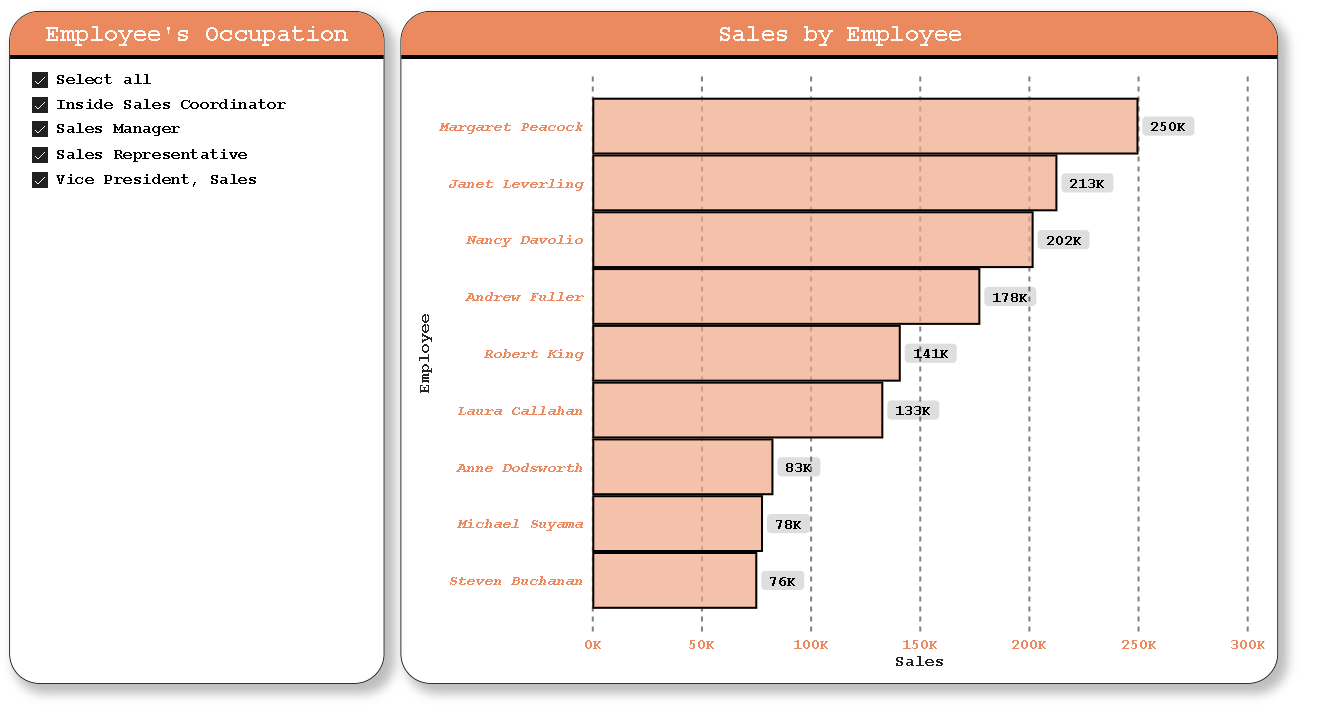 Employee's Occupation
Select all
Inside Sales Coordinator
Sales Manager
Sales Representative
Vice President, Sales
Sales by Employee
Employee
Margaret Peacock 250K
Janet Leverling 213K
Nancy Davolio 202K
Andrew Fuller 178K
Robert King 141K
Laura Callahan 133K
Anne Dodsworth 83K
Michael Suyama 78K
Steven Buchanan 76K
0K 50K 100K 150K 200K 250K 300K
Sales